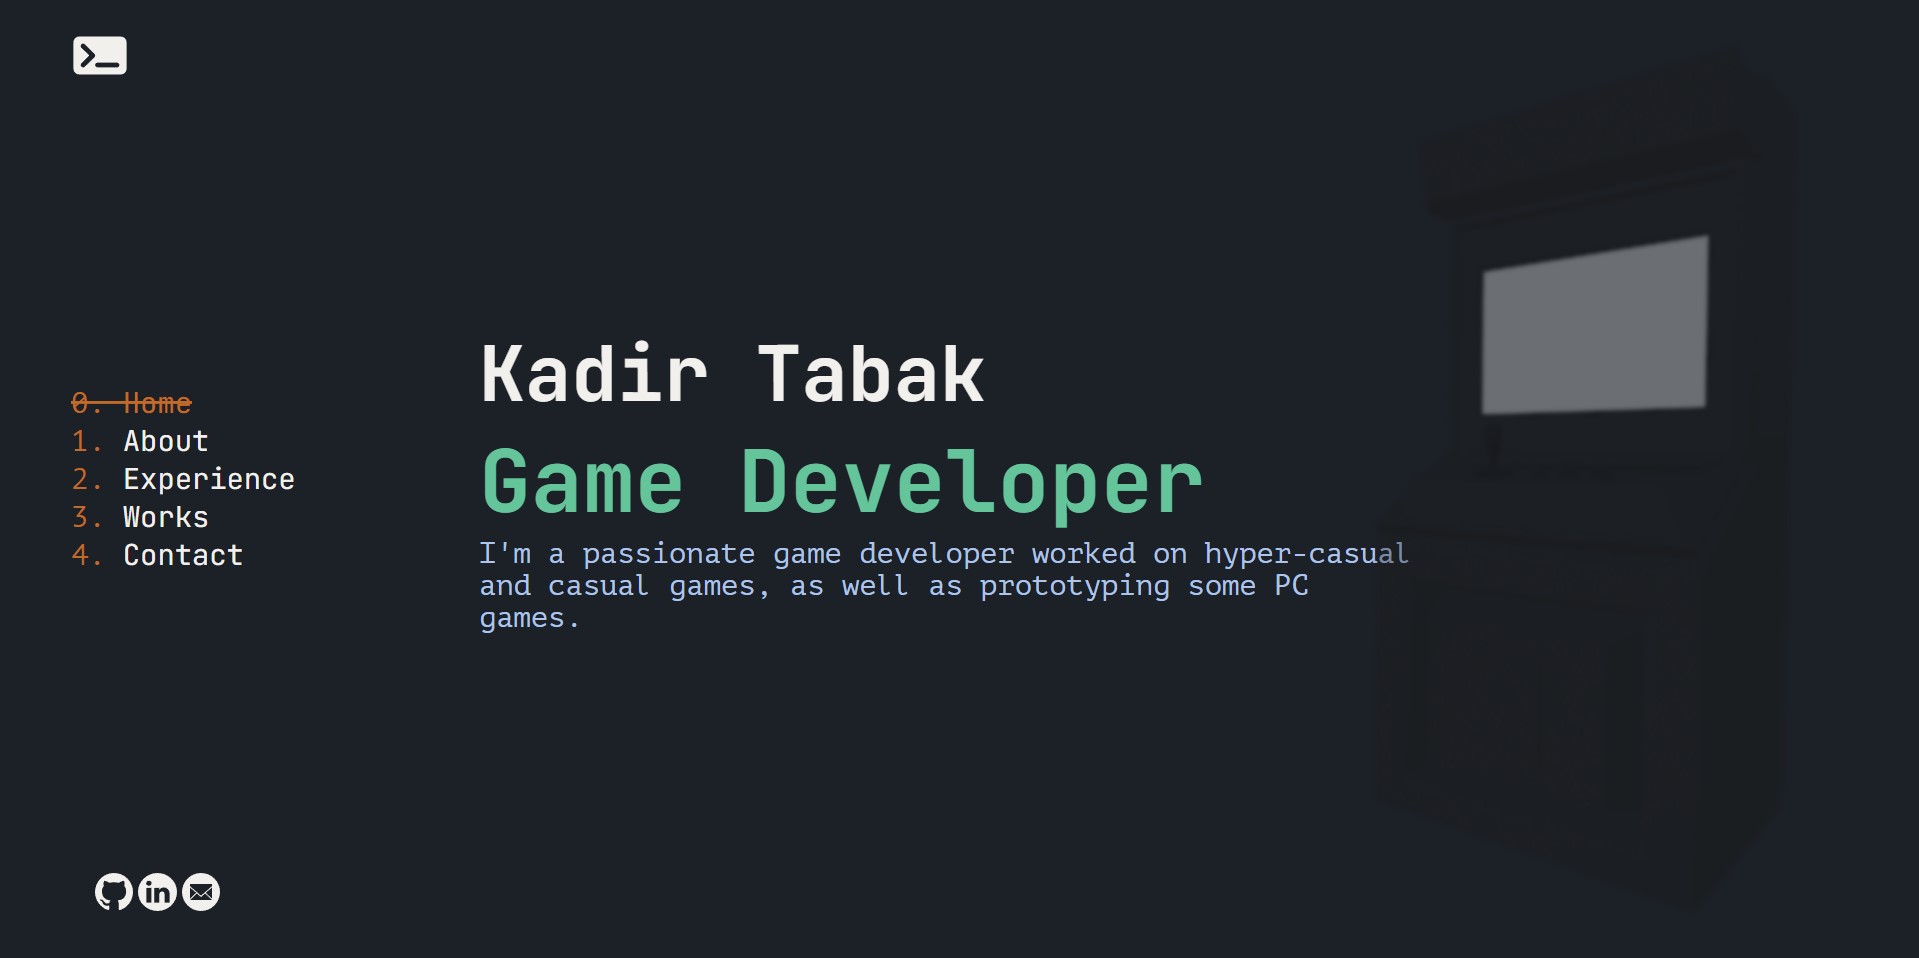 0. Home
1. About
2. Experience
3. Works
4. Contact
Kadir Tabak
Game Developer
I'm a passionate game developer worked on hyper-casual
and casual games, as well as prototyping some PC
games.
in